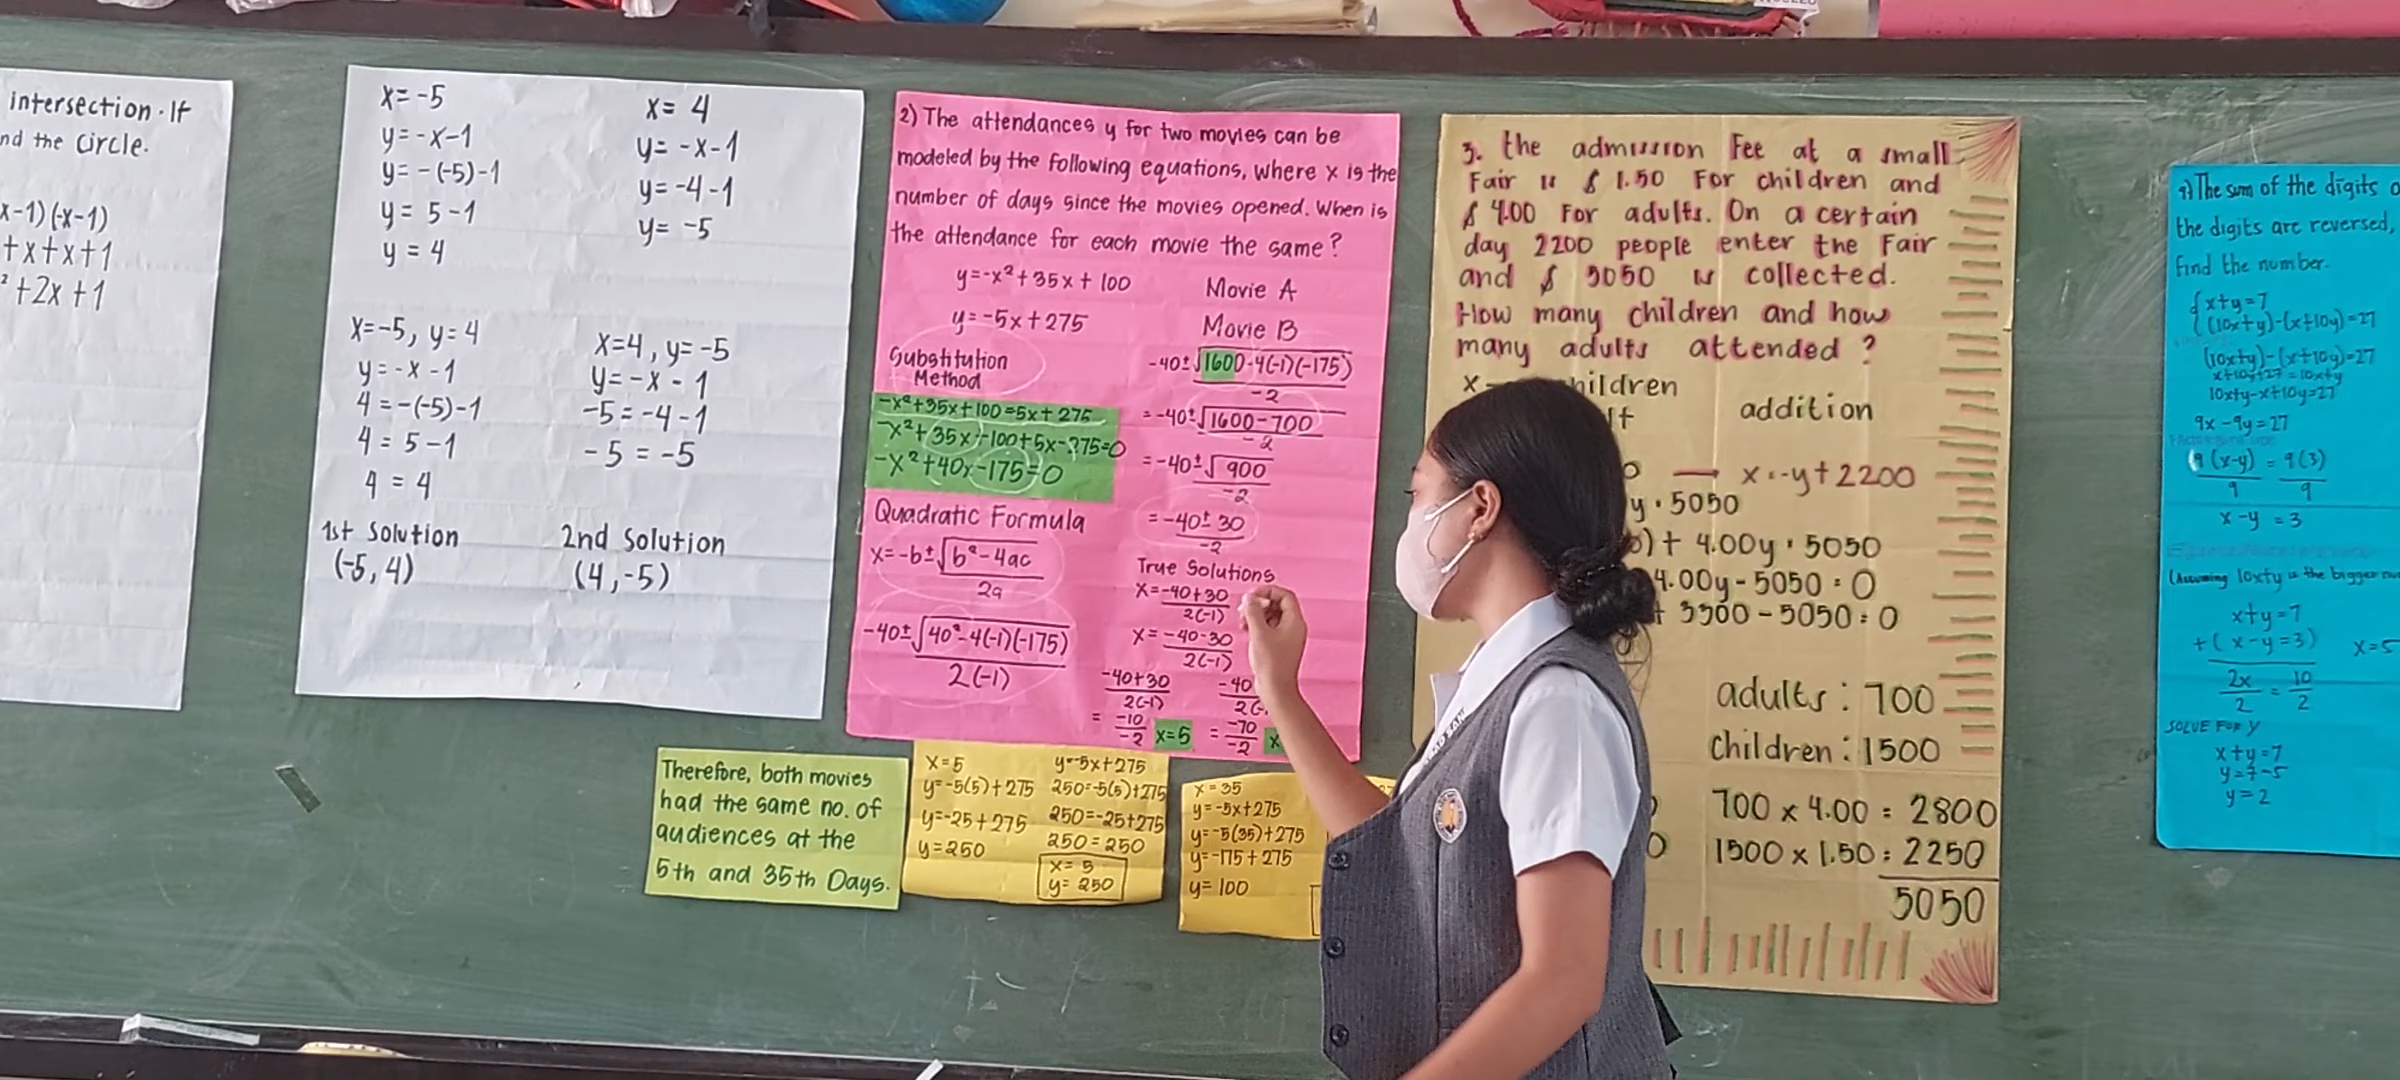 intersection. If
nd the circle.
x-1)(-x-1)
+x+x+1
²+2x+1
x=-5
y=-x-1
y=-(-5)-1
y=5-1
y=4
x=4
y=-x-1
y=-4-1
y=-5
x=-5, y=4
y=-x-1
4=-(-5)-1
4=5-1
4=4
1st Solution
(-5,4)
x=4, y=-5
y=-x-1
-5=-4-1
-5=-5
2nd Solution
(4,-5)
2) The attendances y for two movies can be
modeled by the following equations, where x is the
number of days since the movies opened. When is
the attendance for each movie the same?
y=-x²+35x+100 Movie A
y=-5x+275 Movie B
Substitution
Method
-x²+35x+100=5x+275
-x²+35x+100+5x-275=0
-x²+40x-175=0
Quadratic Formula
x=-b±√b²-4ac
2a
-40±√40²-4(-1)(-175)
2(-1)
-40±√1600-4(-1)(-175)
-2
=-40±√1600-700
-2
=-40±√900
-2
=-40±30
-2
True Solutions
x=-40+30
2(-1)
x=-40-30
2(-1)
-40+30
2(-1)
=-10
-2
x=5
-40
2(-
=-70
-2
x
Therefore, both movies
had the same no. of
audiences at the
5th and 35th Days.
x=5
y=-5(5)+275
y=-25+275
y=250
y=-5x+275
250=-5(5)+275
250=-25+275
250=250
x=5
y=250
x=35
y=-5x+275
y=-5(35)+275
y=-175+275
y=100
3. the admission Fee at a small
Fair is $ 1.50 For children and
$ 4.00 For adults. On a certain
day 2200 people enter the Fair
and $ 5050 is collected.
How many children and how
many adults attended?
x hildren
lt
addition
→ x=-y+2200
y=5050
)+4.00y=5050
4.00y-5050=0
+3300-5050=0
adults: 700
children: 1500
700 x 4.00 = 2800
1500 x 1.50 = 2250
5050
The sum of the digits o
the digits are reversed,
find the number.
x+y=7
(10x+y)-(x+10y)=27
(10x+y)-(x+10y)=27
x+10y+27=10x+y
10x+y-x+10y=27
9x-9y=27
9(x-y) = 9(3)
9 9
x-y=3
(Assuming 10x+y is the bigger nu
x+y=7
+(x-y=3)
2x = 10
2 2
x=5
SOLVE FOR y
x+y=7
y=7-5
y=2